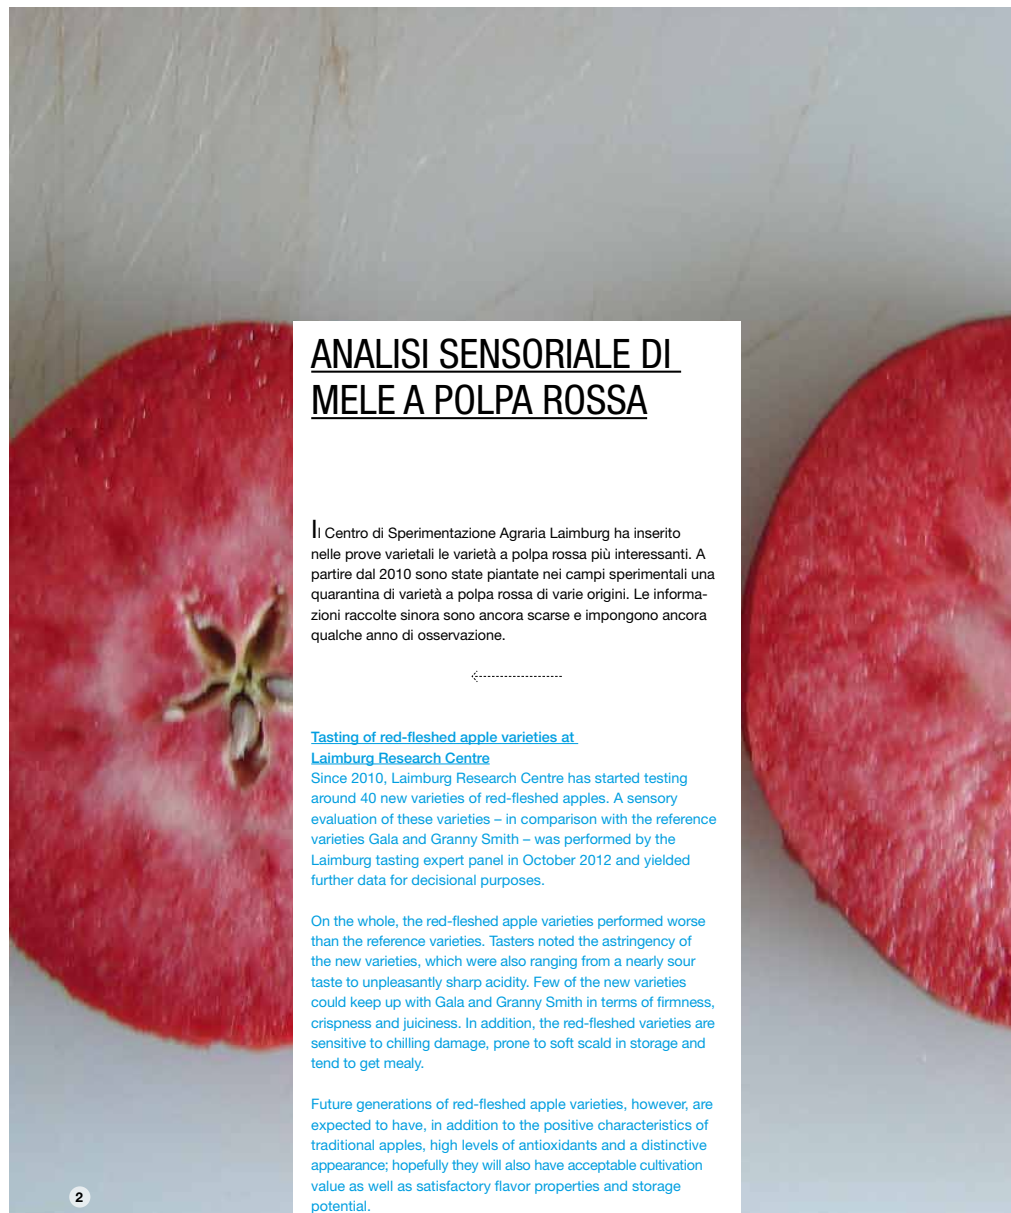 ANALISI SENSORIALE DI
MELE A POLPA ROSSA
Il Centro di Sperimentazione Agraria Laimburg ha inserito
nelle prove varietali le varietà a polpa rossa più interessanti. A
partire dal 2010 sono state piantate nei campi sperimentali una
quarantina di varietà a polpa rossa di varie origini. Le informa-
zioni raccolte sinora sono ancora scarse e impongono ancora
qualche anno di osservazione.
Tasting of red-fleshed apple varieties at
Laimburg Research Centre
Since 2010, Laimburg Research Centre has started testing
around 40 new varieties of red-fleshed apples. A sensory
evaluation of these varieties – in comparison with the reference
varieties Gala and Granny Smith – was performed by the
Laimburg tasting expert panel in October 2012 and yielded
further data for decisional purposes.
On the whole, the red-fleshed apple varieties performed worse
than the reference varieties. Tasters noted the astringency of
the new varieties, which were also ranging from a nearly sour
taste to unpleasantly sharp acidity. Few of the new varieties
could keep up with Gala and Granny Smith in terms of firmness,
crispness and juiciness. In addition, the red-fleshed varieties are
sensitive to chilling damage, prone to soft scald in storage and
tend to get mealy.
Future generations of red-fleshed apple varieties, however, are
expected to have, in addition to the positive characteristics of
traditional apples, high levels of antioxidants and a distinctive
appearance; hopefully they will also have acceptable cultivation
value as well as satisfactory flavor properties and storage
potential.
2